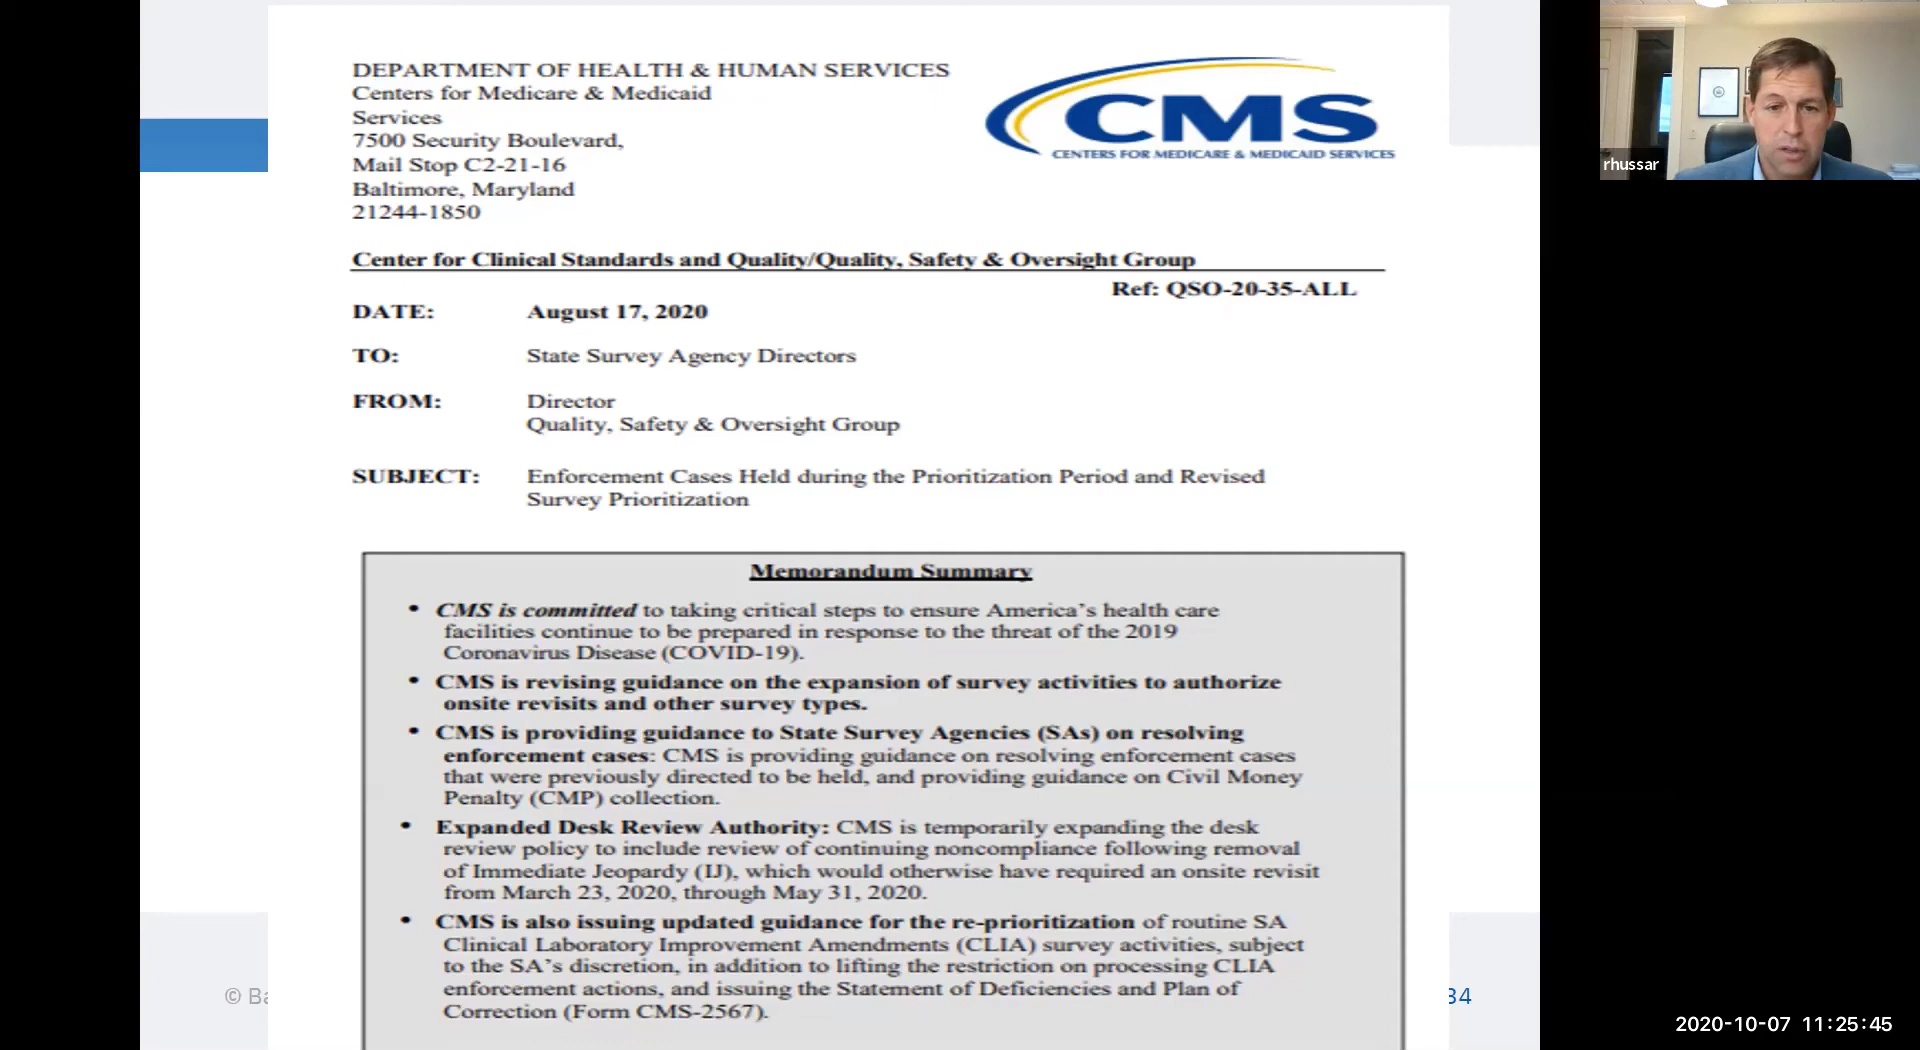 DEPARTMENT OF HEALTH & HUMAN SERVICES
Centers for Medicare & Medicaid
Services
7500 Security Boulevard,
Mail Stop C2-21-16
Baltimore, Maryland
21244-1850
CMS
CENTERS FOR MEDICARE & MEDICAID SERVICES
Center for Clinical Standards and Quality/Quality, Safety & Oversight Group
Ref: QSO-20-35-ALL
DATE: August 17, 2020
TO: State Survey Agency Directors
FROM: Director
Quality, Safety & Oversight Group
SUBJECT: Enforcement Cases Held during the Prioritization Period and Revised
Survey Prioritization
Memorandum Summary
• CMS is committed to taking critical steps to ensure America's health care
facilities continue to be prepared in response to the threat of the 2019
Coronavirus Disease (COVID-19).
• CMS is revising guidance on the expansion of survey activities to authorize
onsite revisits and other survey types.
• CMS is providing guidance to State Survey Agencies (SAs) on resolving
enforcement cases: CMS is providing guidance on resolving enforcement cases
that were previously directed to be held, and providing guidance on Civil Money
Penalty (CMP) collection.
• Expanded Desk Review Authority: CMS is temporarily expanding the desk
review policy to include review of continuing noncompliance following removal
of Immediate Jeopardy (IJ), which would otherwise have required an onsite revisit
from March 23, 2020, through May 31, 2020.
• CMS is also issuing updated guidance for the re-prioritization of routine SA
Clinical Laboratory Improvement Amendments (CLIA) survey activities, subject
to the SA's discretion, in addition to lifting the restriction on processing CLIA
enforcement actions, and issuing the Statement of Deficiencies and Plan of
Correction (Form CMS-2567).
© Ba
34
rhussar
2020-10-07 11:25:45